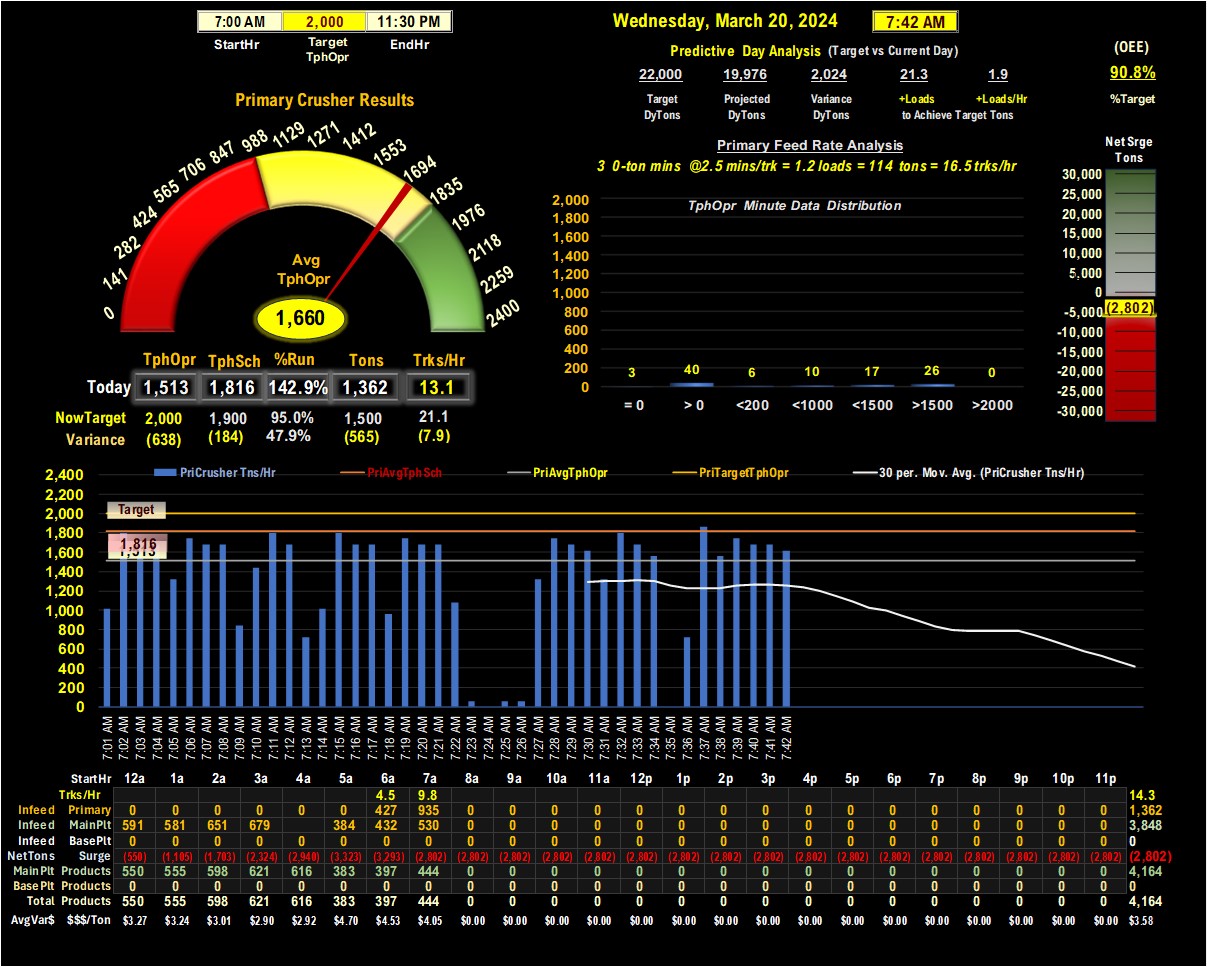 7:00 AM 2,000 11:30 PM
StartHr Target TphOpr EndHr
Wednesday, March 20, 2024 7:42 AM
Predictive Day Analysis (Target vs Current Day)
22,000 19,976 2,024 21.3 1.9
Target DyTons Projected DyTons Variance DyTons +Loads +Loads/Hr
to Achieve Target Tons
(OEE)
90.8%
%Target
Primary Crusher Results
0 141 282 424 565 706 847 988 1129 1271 1412 1553 1694 1835 1976 2118 2259 2400
Avg
TphOpr
1,660
Primary Feed Rate Analysis
3 0-ton mins @2.5 mins/trk = 1.2 loads = 114 tons = 16.5 trks/hr
TphOpr Minute Data Distribution
2,000
1,800
1,600
1,400
1,200
1,000
800
600
400
200
0
3 40 6 10 17 26 0
= 0 > 0 <200 <1000 <1500 >1500 >2000
Net Srge
Tons
30,000
25,000
20,000
15,000
10,000
5,000
0
-5,000 (2,802)
-10,000
-15,000
-20,000
-25,000
-30,000
TphOpr TphSch %Run Tons Trks/Hr
Today 1,513 1,816 142.9% 1,362 13.1
NowTarget 2,000 1,900 95.0% 1,500 21.1
Variance (638) (184) 47.9% (565) (7.9)
PriCrusher Tns/Hr PriAvgTphSch PriAvgTphOpr PriTargetTphOpr 30 per. Mov. Avg. (PriCrusher Tns/Hr)
2,400
2,200
2,000
1,800
1,600
1,400
1,200
1,000
800
600
400
200
0
Target
1,816
1,513
7:01 AM 7:02 AM 7:03 AM 7:04 AM 7:05 AM 7:06 AM 7:07 AM 7:08 AM 7:09 AM 7:10 AM 7:11 AM 7:12 AM 7:13 AM 7:14 AM 7:15 AM 7:16 AM 7:17 AM 7:18 AM 7:19 AM 7:20 AM 7:21 AM 7:22 AM 7:23 AM 7:24 AM 7:25 AM 7:26 AM 7:27 AM 7:28 AM 7:29 AM 7:30 AM 7:31 AM 7:32 AM 7:33 AM 7:34 AM 7:35 AM 7:36 AM 7:37 AM 7:38 AM 7:39 AM 7:40 AM 7:41 AM 7:42 AM
StartHr 12a 1a 2a 3a 4a 5a 6a 7a 8a 9a 10a 11a 12p 1p 2p 3p 4p 5p 6p 7p 8p 9p 10p 11p
Trks/Hr 4.5 9.8 14.3
Infeed Primary 0 0 0 0 0 0 427 935 0 0 0 0 0 0 0 0 0 0 0 0 0 0 0 0 1,362
Infeed MainPlt 591 581 651 679 384 432 530 0 0 0 0 0 0 0 0 0 0 0 0 0 0 0 0 3,848
Infeed BasePlt 0 0 0 0 0 0 0 0 0 0 0 0 0 0 0 0 0 0 0 0 0 0 0 0
NetTons Surge (550) (1,105) (1,703) (2,324) (2,940) (3,323) (3,293) (2,802) (2,802) (2,802) (2,802) (2,802) (2,802) (2,802) (2,802) (2,802) (2,802) (2,802) (2,802) (2,802) (2,802) (2,802) (2,802) (2,802) (2,802)
MainPlt Products 550 555 598 621 616 383 397 444 0 0 0 0 0 0 0 0 0 0 0 0 0 0 0 0 4,164
BasePlt Products 0 0 0 0 0 0 0 0 0 0 0 0 0 0 0 0 0 0 0 0 0 0 0 0 0
Total Products 550 555 598 621 616 383 397 444 0 0 0 0 0 0 0 0 0 0 0 0 0 0 0 0 4,164
AvgVar$ $$$/Ton $3.27 $3.24 $3.01 $2.90 $2.92 $4.70 $4.53 $4.05 $0.00 $0.00 $0.00 $0.00 $0.00 $0.00 $0.00 $0.00 $0.00 $0.00 $0.00 $0.00 $0.00 $0.00 $0.00 $0.00 $3.58